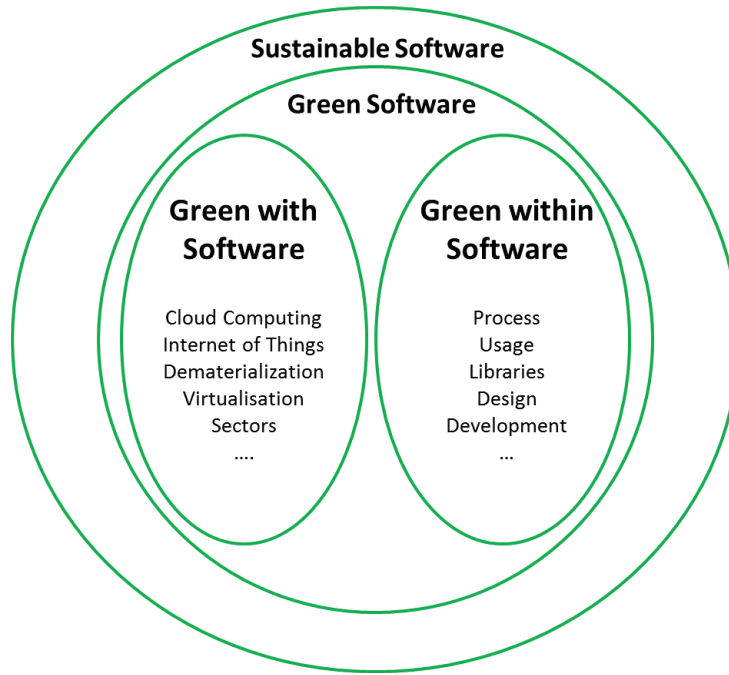 Sustainable Software
Green Software
Green with
Software
Cloud Computing
Internet of Things
Dematerialization
Virtualisation
Sectors
....
Green within
Software
Process
Usage
Libraries
Design
Development
...